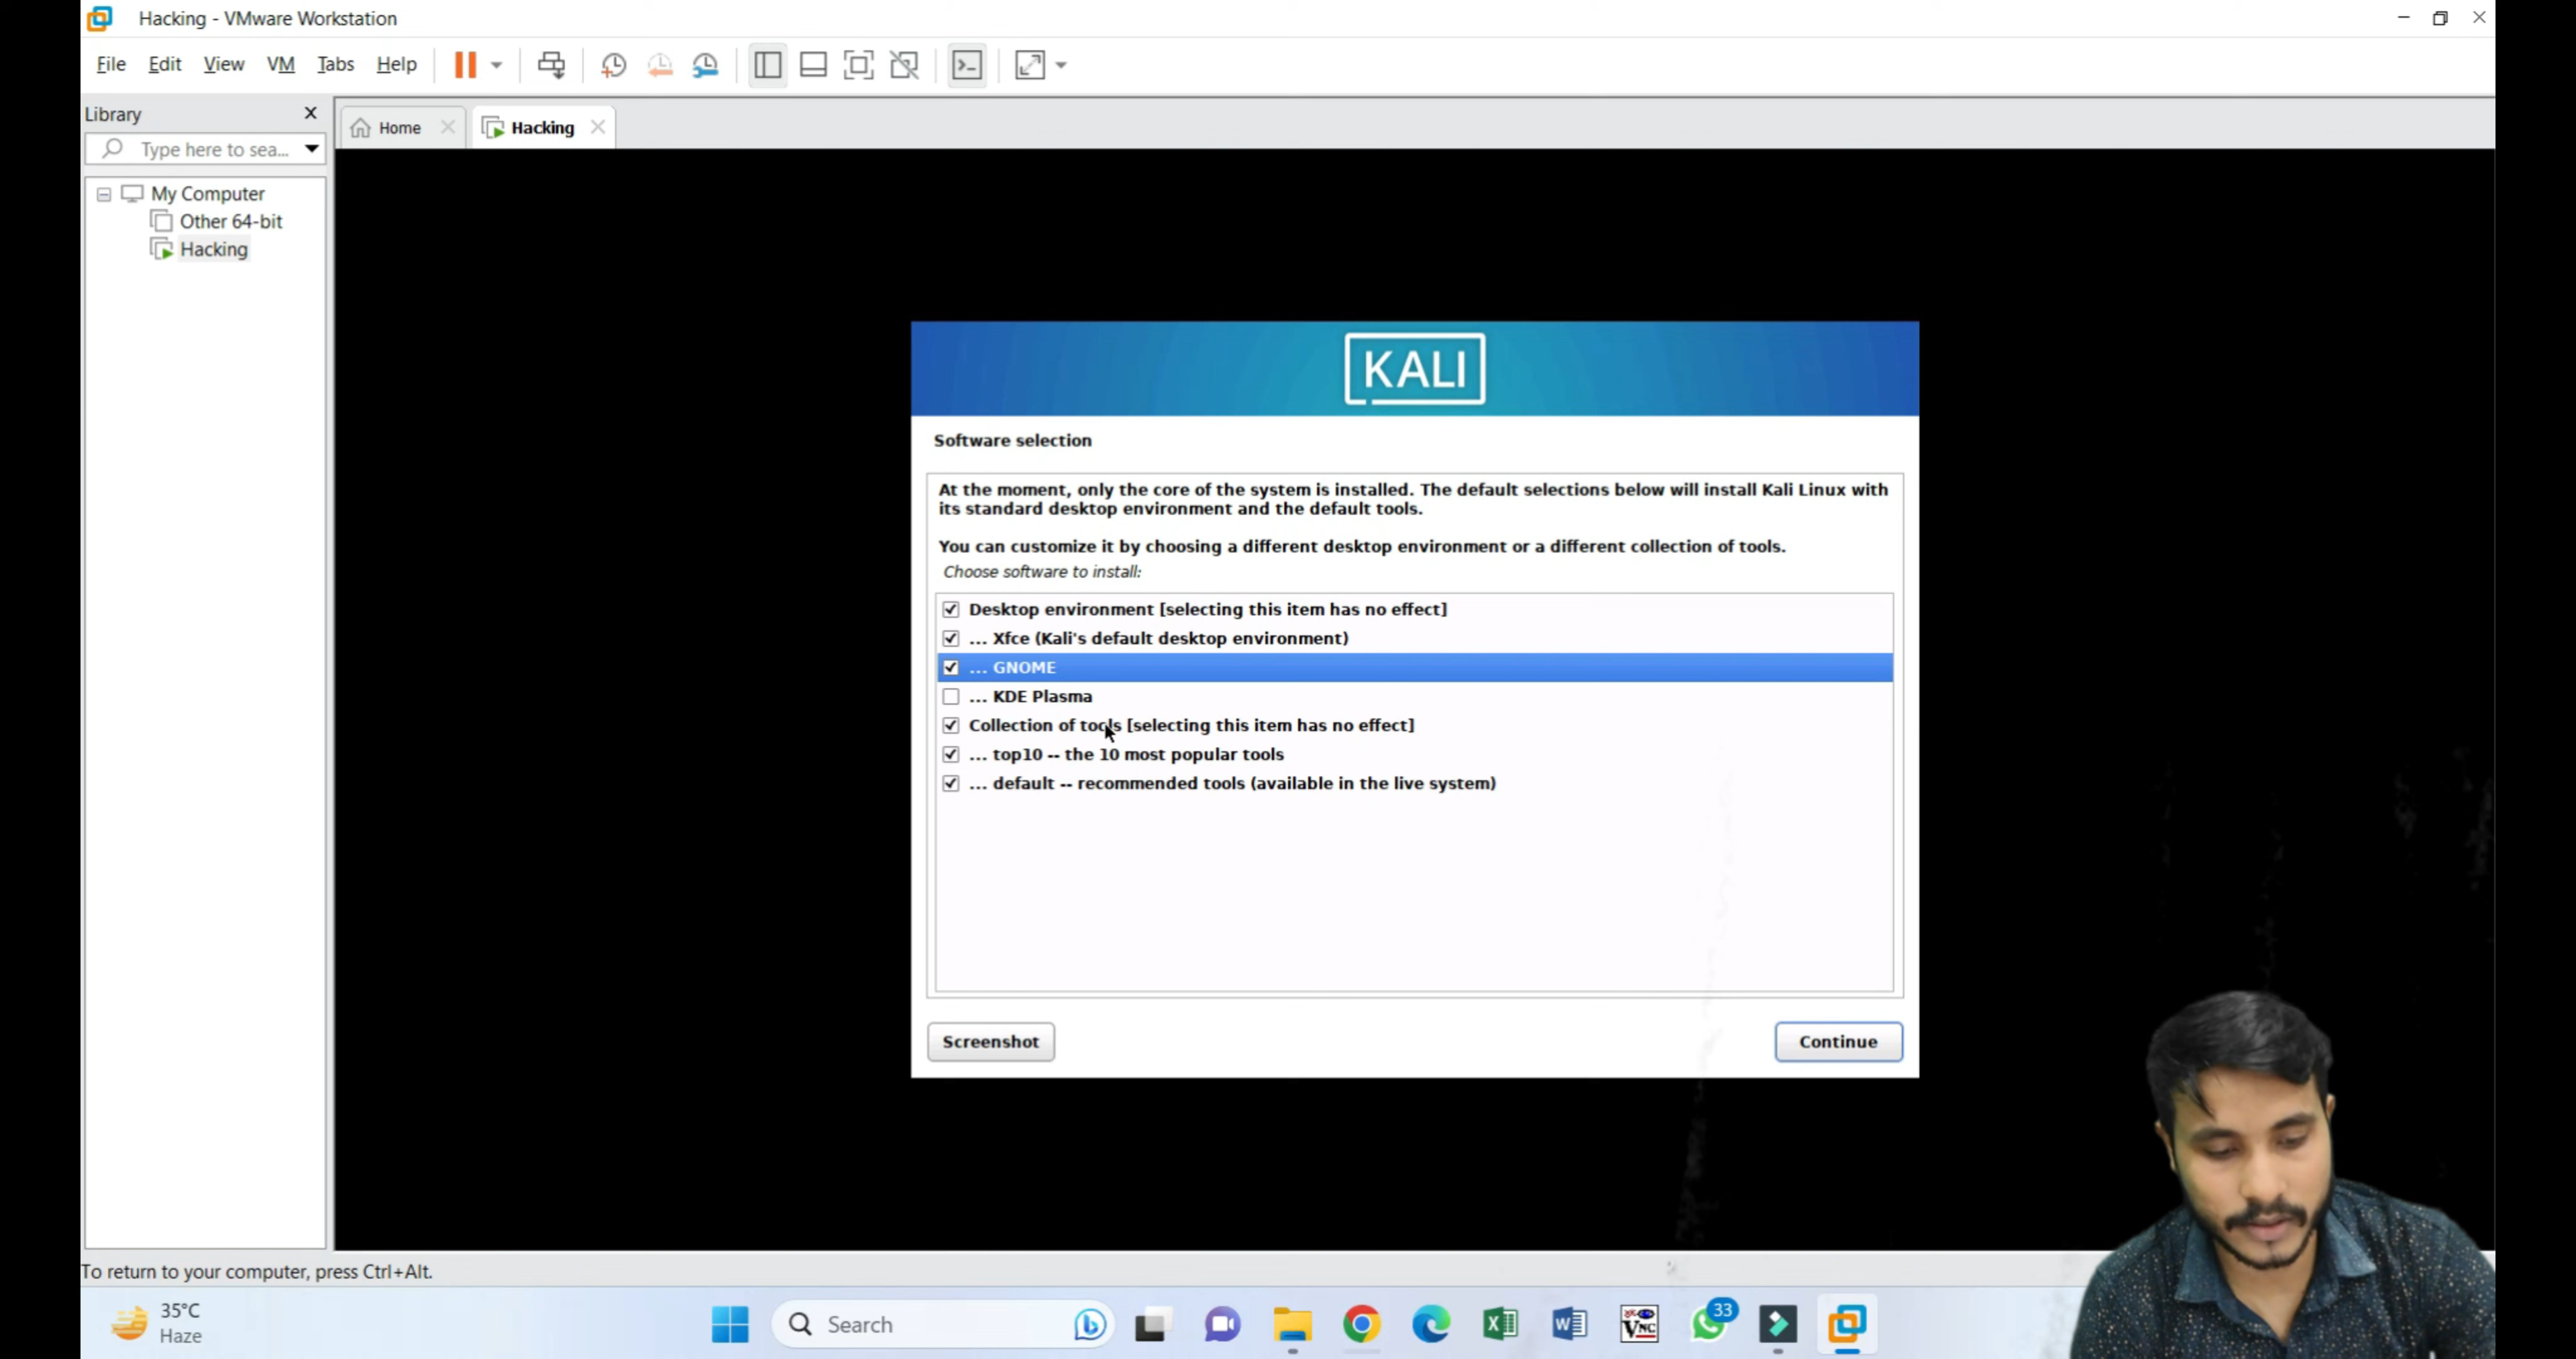 Hacking - VMware Workstation
File Edit View VM Tabs Help
Library
Home
Hacking
Type here to sea...
My Computer
Other 64-bit
Hacking
KALI
Software selection
At the moment, only the core of the system is installed. The default selections below will install Kali Linux with
its standard desktop environment and the default tools.
You can customize it by choosing a different desktop environment or a different collection of tools.
Choose software to install:
Desktop environment [selecting this item has no effect]
... Xfce (Kali's default desktop environment)
... GNOME
... KDE Plasma
Collection of tools [selecting this item has no effect]
... top10 -- the 10 most popular tools
... default -- recommended tools (available in the live system)
Screenshot
Continue
To return to your computer, press Ctrl+Alt.
35°C
Haze
Search
VNC
33